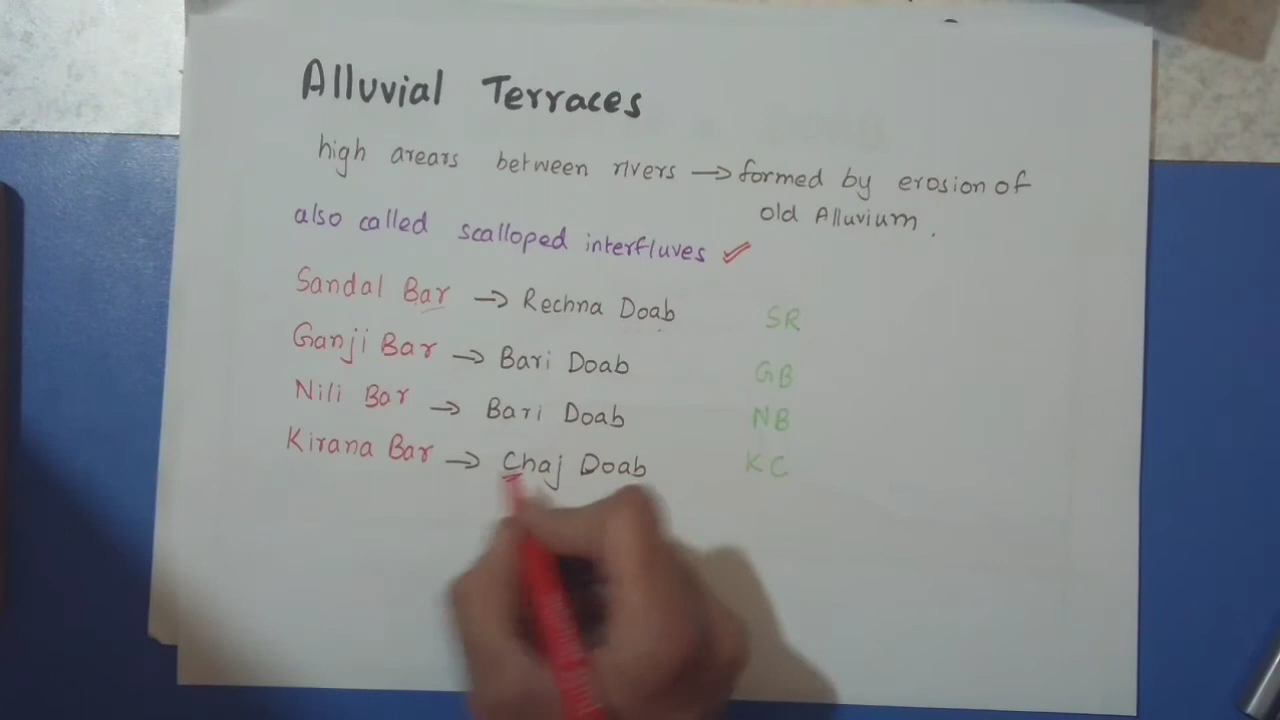 Alluvial Terraces
high arears between rivers → formed by erosion of
old Alluvium.
also called scalloped interfluves ✓
Sandal Bar → Rechna Doab SR
Ganji Bar → Bari Doab GB
Nili Bar → Bari Doab NB
Kirana Bar → Chaj Doab KC